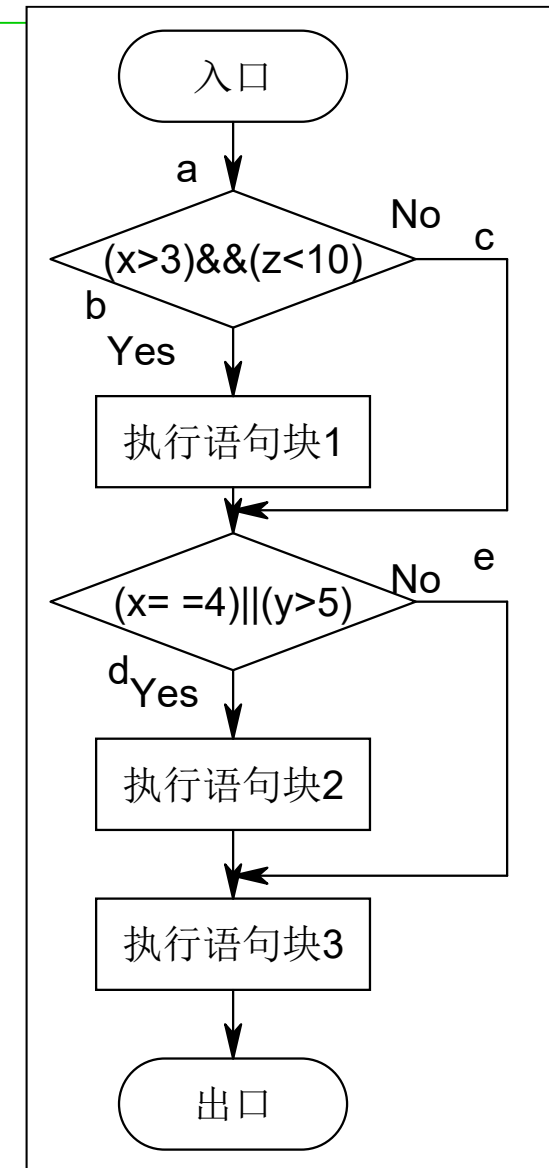 入口
a
No
c
(x>3)&&(z<10)
b
Yes
执行语句块1
e
No
(x= =4)||(y>5)
d
Yes
执行语句块2
执行语句块3
出口